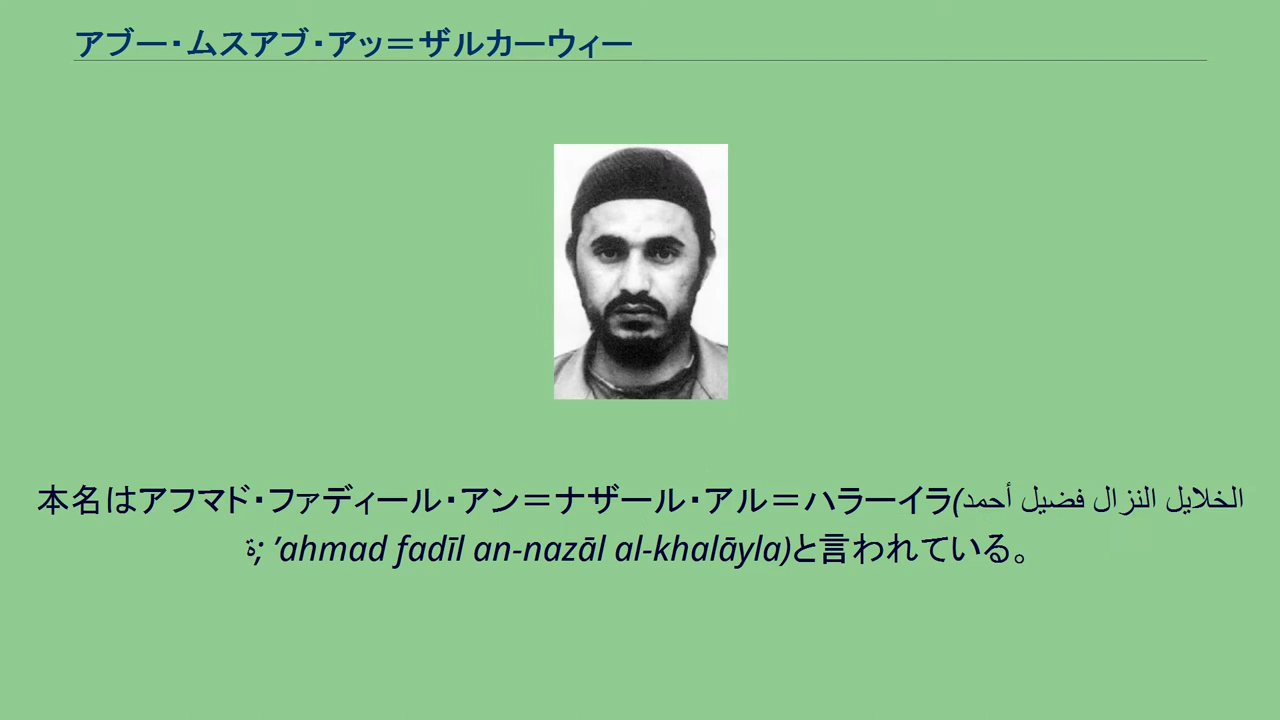 アブー・ムスアブ・アッ＝ザルカーウィー
本名はアフマド・ファディール・アン＝ナザール・アル＝ハラーイラ(أحمد فضيل النزال الخلايل
ة; ’ahmad fadīl an-nazāl al-khalāyla)と言われている。